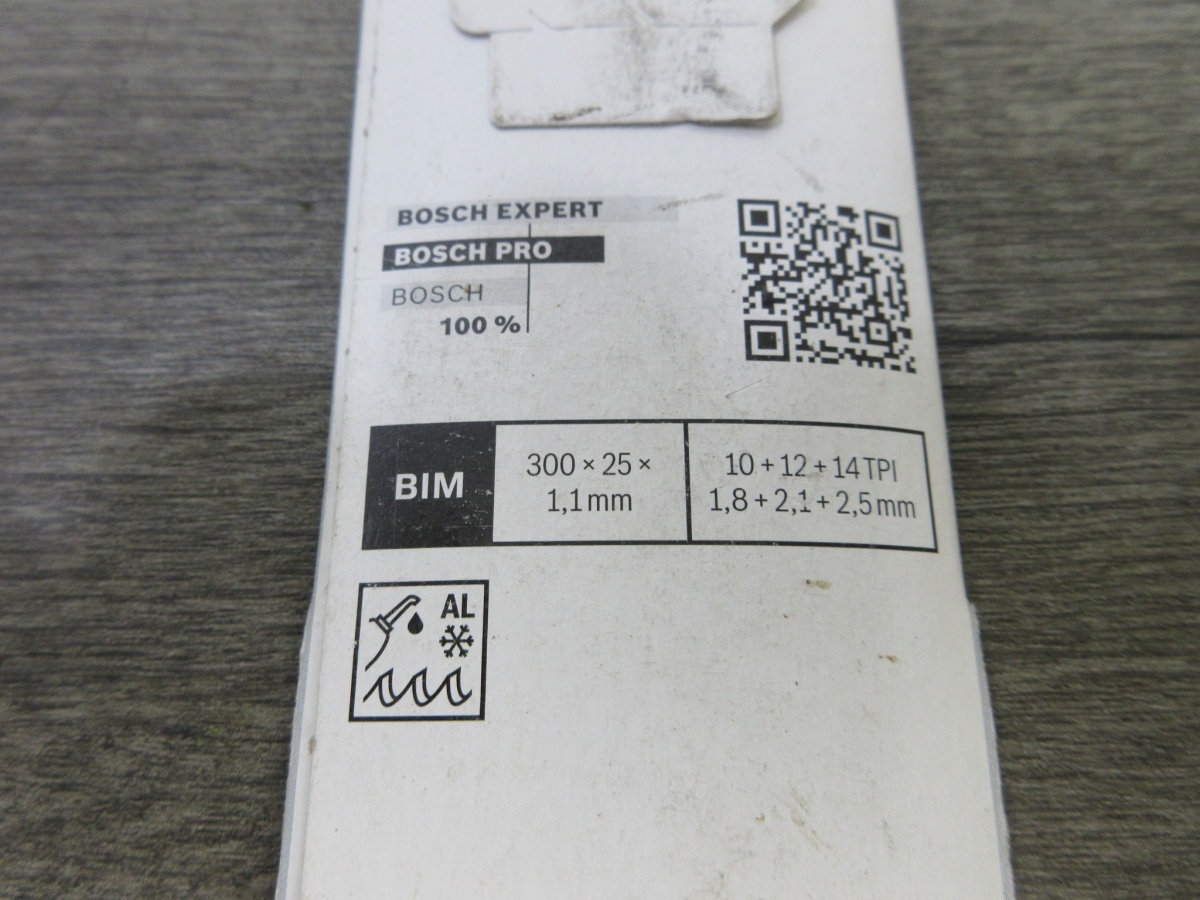 BOSCH EXPERT
BOSCH PRO
BOSCH
100 %
BIM
300 × 25 ×
1,1 mm
10 + 12 + 14 TPI
1,8 + 2,1 + 2,5 mm
AL